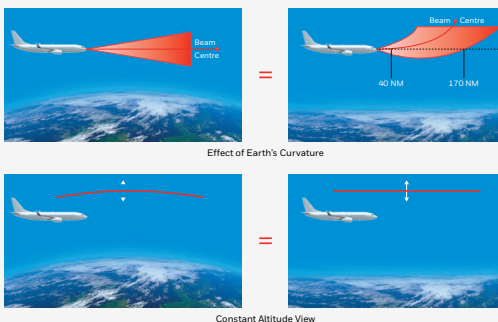 Beam
Centre
=
Beam Centre
40 NM
170 NM
Effect of Earth's Curvature
=
Constant Altitude View